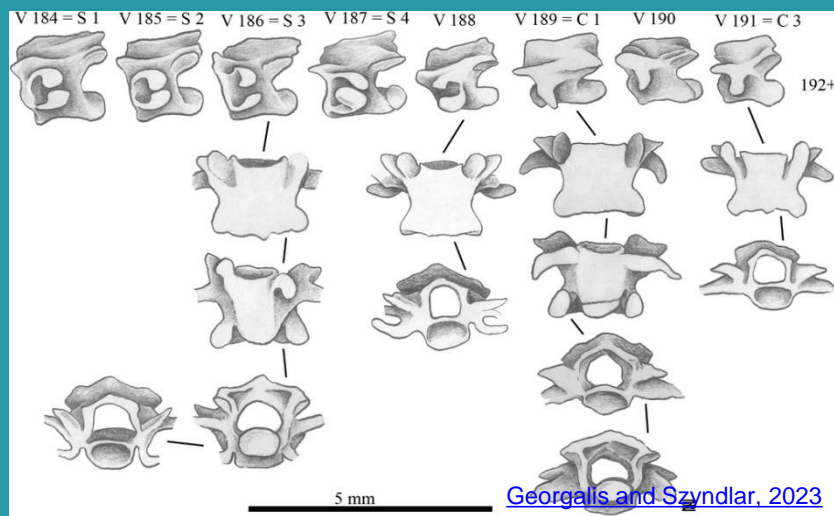 V 184 = S 1 V 185 = S 2 V 186 = S 3 V 187 = S 4 V 188 V 189 = C 1 V 190 V 191 = C 3
192+
5 mm
Georgalis and Szyndlar, 2023